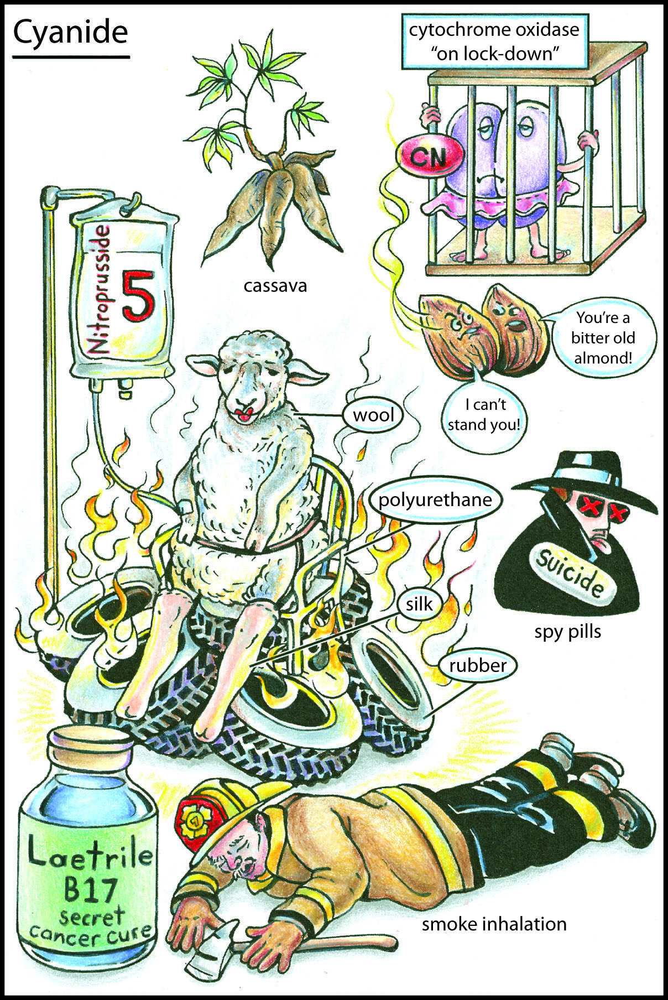 Cyanide
cytochrome oxidase
“on lock-down”
CN
Nitroprusside
5
cassava
You’re a
bitter old
almond!
I can’t
stand you!
wool
polyurethane
suicide
spy pills
silk
rubber
Laetrile
B17
secret
cancer cure
smoke inhalation